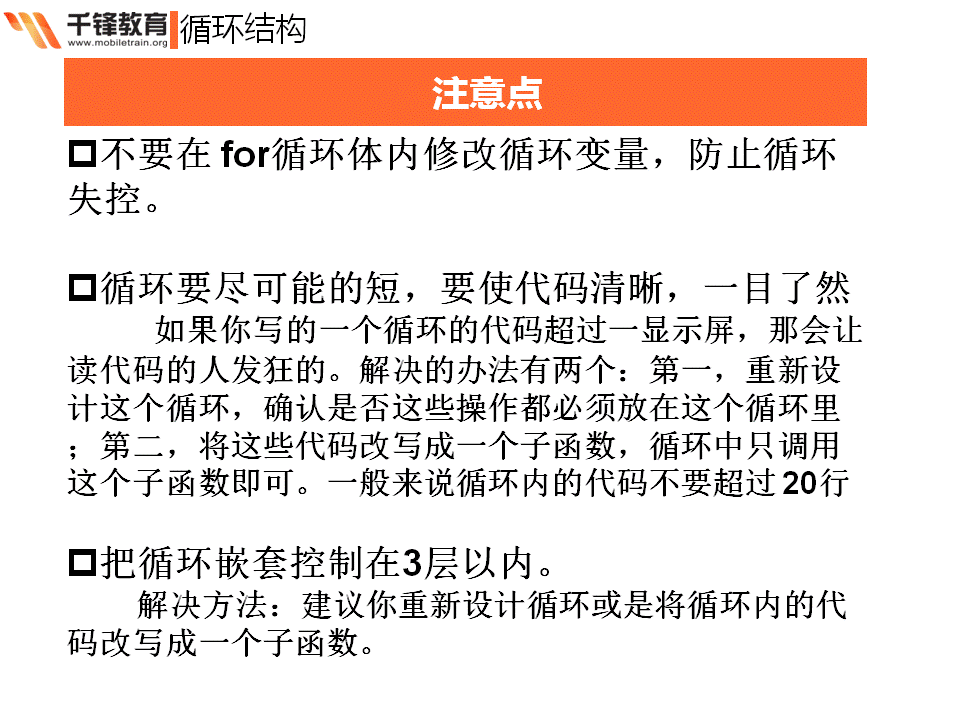 千锋教育
www.mobiletrain.org
循环结构
注意点
不要在for循环体内修改循环变量，防止循环
失控。
循环要尽可能的短，要使代码清晰，一目了然
如果你写的一个循环的代码超过一显示屏，那会让
读代码的人发狂的。解决的办法有两个：第一，重新设
计这个循环，确认是否这些操作都必须放在这个循环里
；第二，将这些代码改写成一个子函数，循环中只调用
这个子函数即可。一般来说循环内的代码不要超过20行
把循环嵌套控制在3层以内。
解决方法：建议你重新设计循环或是将循环内的代
码改写成一个子函数。